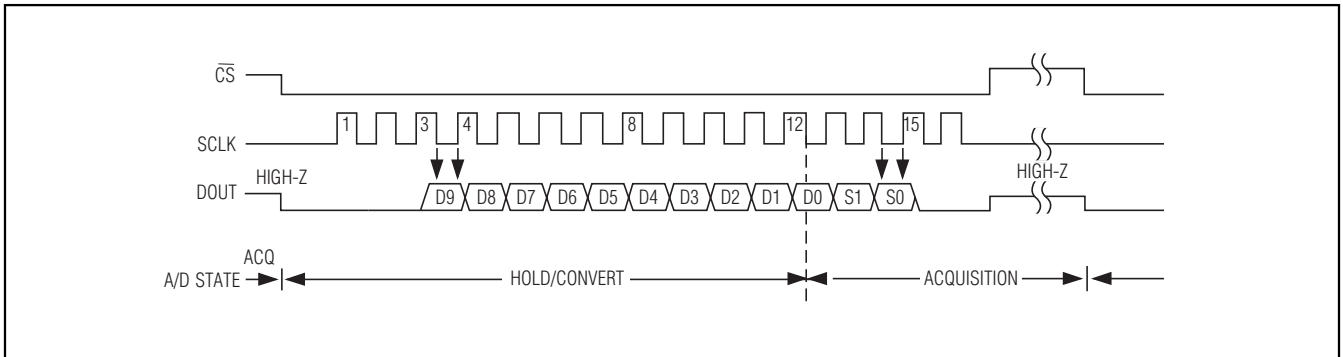 CS
1 3 4 8 12 15
SCLK
HIGH-Z HIGH-Z
DOUT D9 D8 D7 D6 D5 D4 D3 D2 D1 D0 S1 S0
ACQ
A/D STATE HOLD/CONVERT ACQUISITION